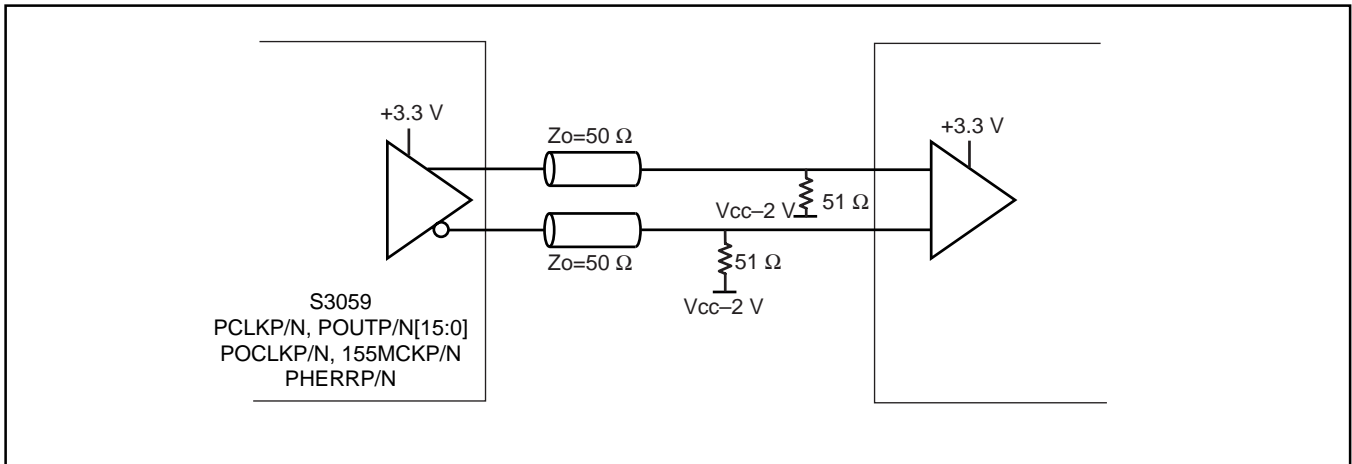 +3.3 V
Zo=50 Ω
+3.3 V
51 Ω
Vcc–2 V
51 Ω
Zo=50 Ω
Vcc–2 V
S3059
PCLKP/N, POUTP/N[15:0]
POCLKP/N, 155MCKP/N
PHERRP/N